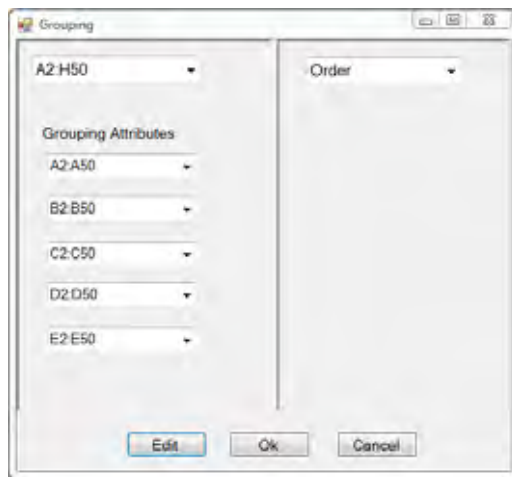 Grouping
A2:H50
Order
Grouping Attributes
A2:A50
B2:B50
C2:C50
D2:D50
E2:E50
Edit
Ok
Cancel